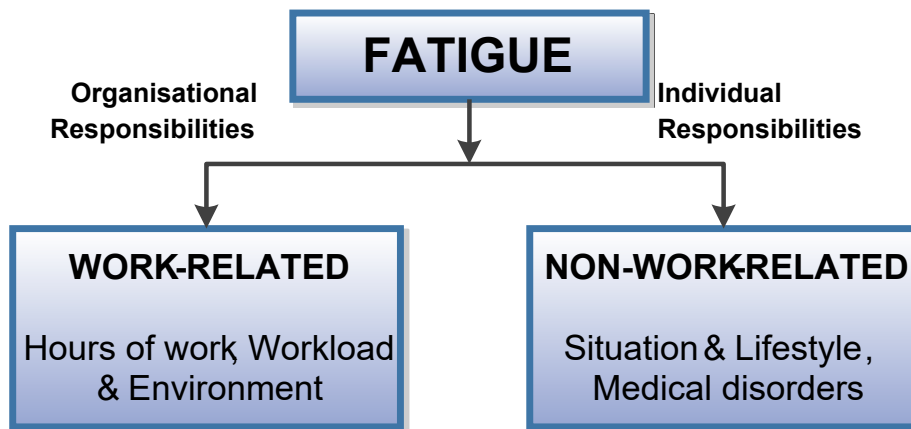 FATIGUE
Organisational
Responsibilities
Individual
Responsibilities
WORK-RELATED
Hours of work, Workload
& Environment
NON-WORK-RELATED
Situation & Lifestyle,
Medical disorders